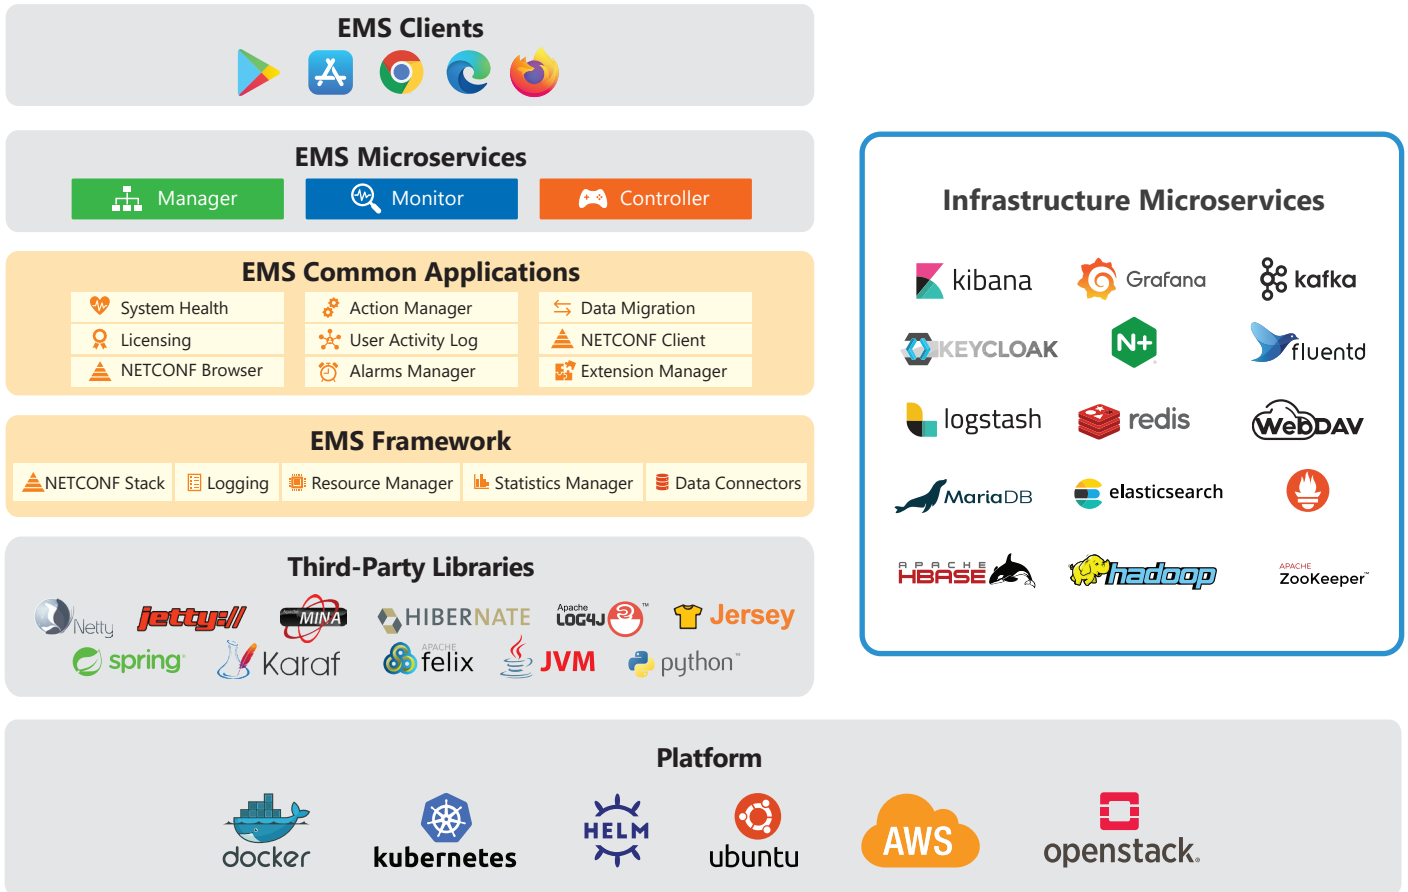 EMS Clients
EMS Microservices
Manager
Monitor
Controller
EMS Common Applications
System Health
Action Manager
Data Migration
Licensing
User Activity Log
NETCONF Client
NETCONF Browser
Alarms Manager
Extension Manager
EMS Framework
NETCONF Stack
Logging
Resource Manager
Statistics Manager
Data Connectors
Third-Party Libraries
Netty
jetty://
MINA
HIBERNATE
Apache
LOG4J™
Jersey
spring®
Karaf
APACHE
felix
JVM
python™
Infrastructure Microservices
kibana
Grafana
kafka
KEYCLOAK
N+
fluentd
logstash
redis
WebDAV
MariaDB
elasticsearch
APACHE
HBASE
hadoop
APACHE
ZooKeeper™
Platform
docker
kubernetes
HELM
ubuntu
AWS
openstack®